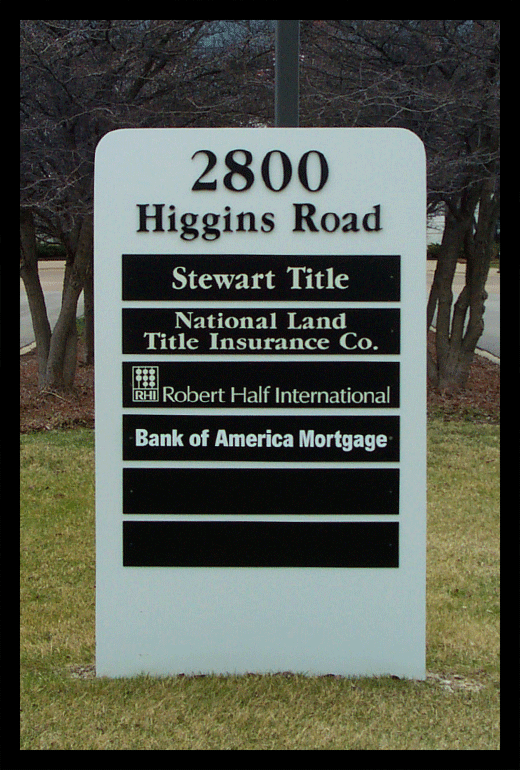 2800
Higgins Road
Stewart Title
National Land
Title Insurance Co.
RHI Robert Half International
Bank of America Mortgage